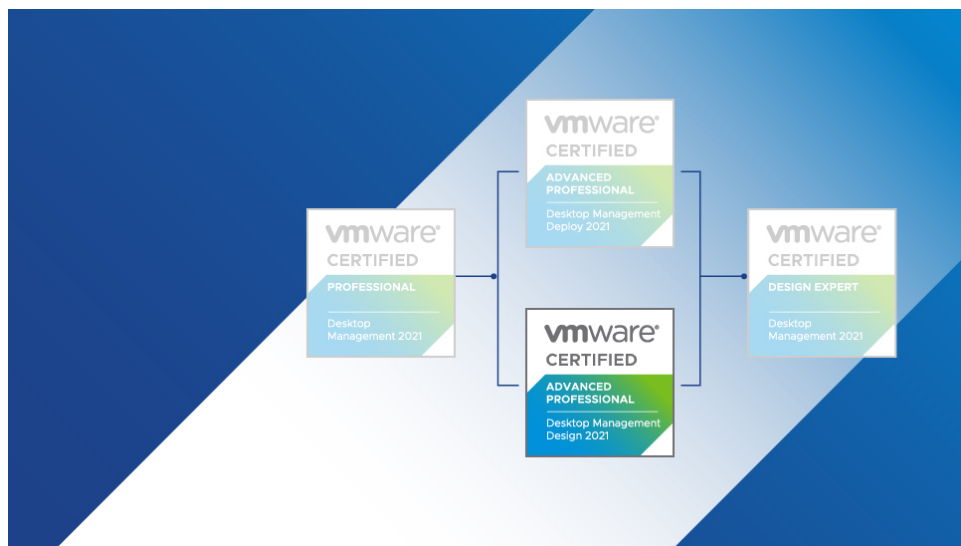 vmware®
CERTIFIED
ADVANCED
PROFESSIONAL
Desktop Management
Deploy 2021
vmware®
CERTIFIED
PROFESSIONAL
Desktop
Management 2021
vmware®
CERTIFIED
DESIGN EXPERT
Desktop
Management 2021
vmware®
CERTIFIED
ADVANCED
PROFESSIONAL
Desktop Management
Design 2021